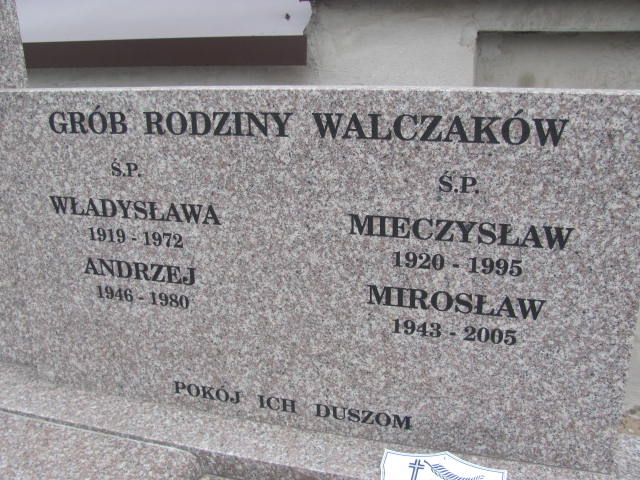 GRÓB RODZINY WALCZAKÓW
Ś.P.
WŁADYSŁAWA
1919 - 1972
ANDRZEJ
1946 - 1980
Ś.P.
MIECZYSŁAW
1920 - 1995
MIROSŁAW
1943 - 2005
POKÓJ ICH DUSZOM